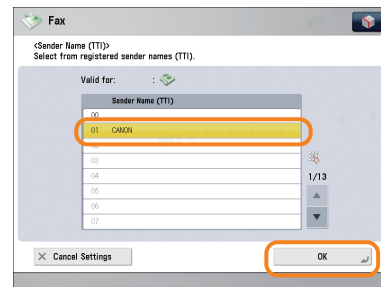 Fax
<Sender Name (TTI)>
Select from registered sender names (TTI).
Valid for: :
Sender Name (TTI)
00
01 CANON
02
03
04
05
06
07
1/13
× Cancel Settings
OK